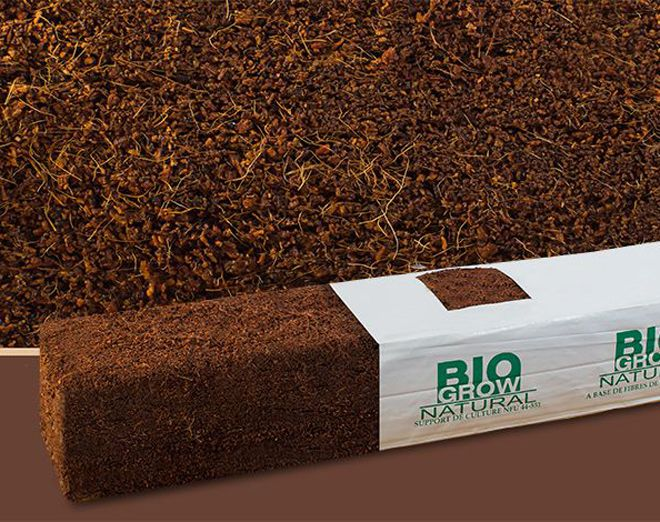 BIO
GROW
NATURAL
SUPPORT DE CULTURE NFU 44-551
BIO
GROW
NATURAL
A BASE DE FIBRES DE